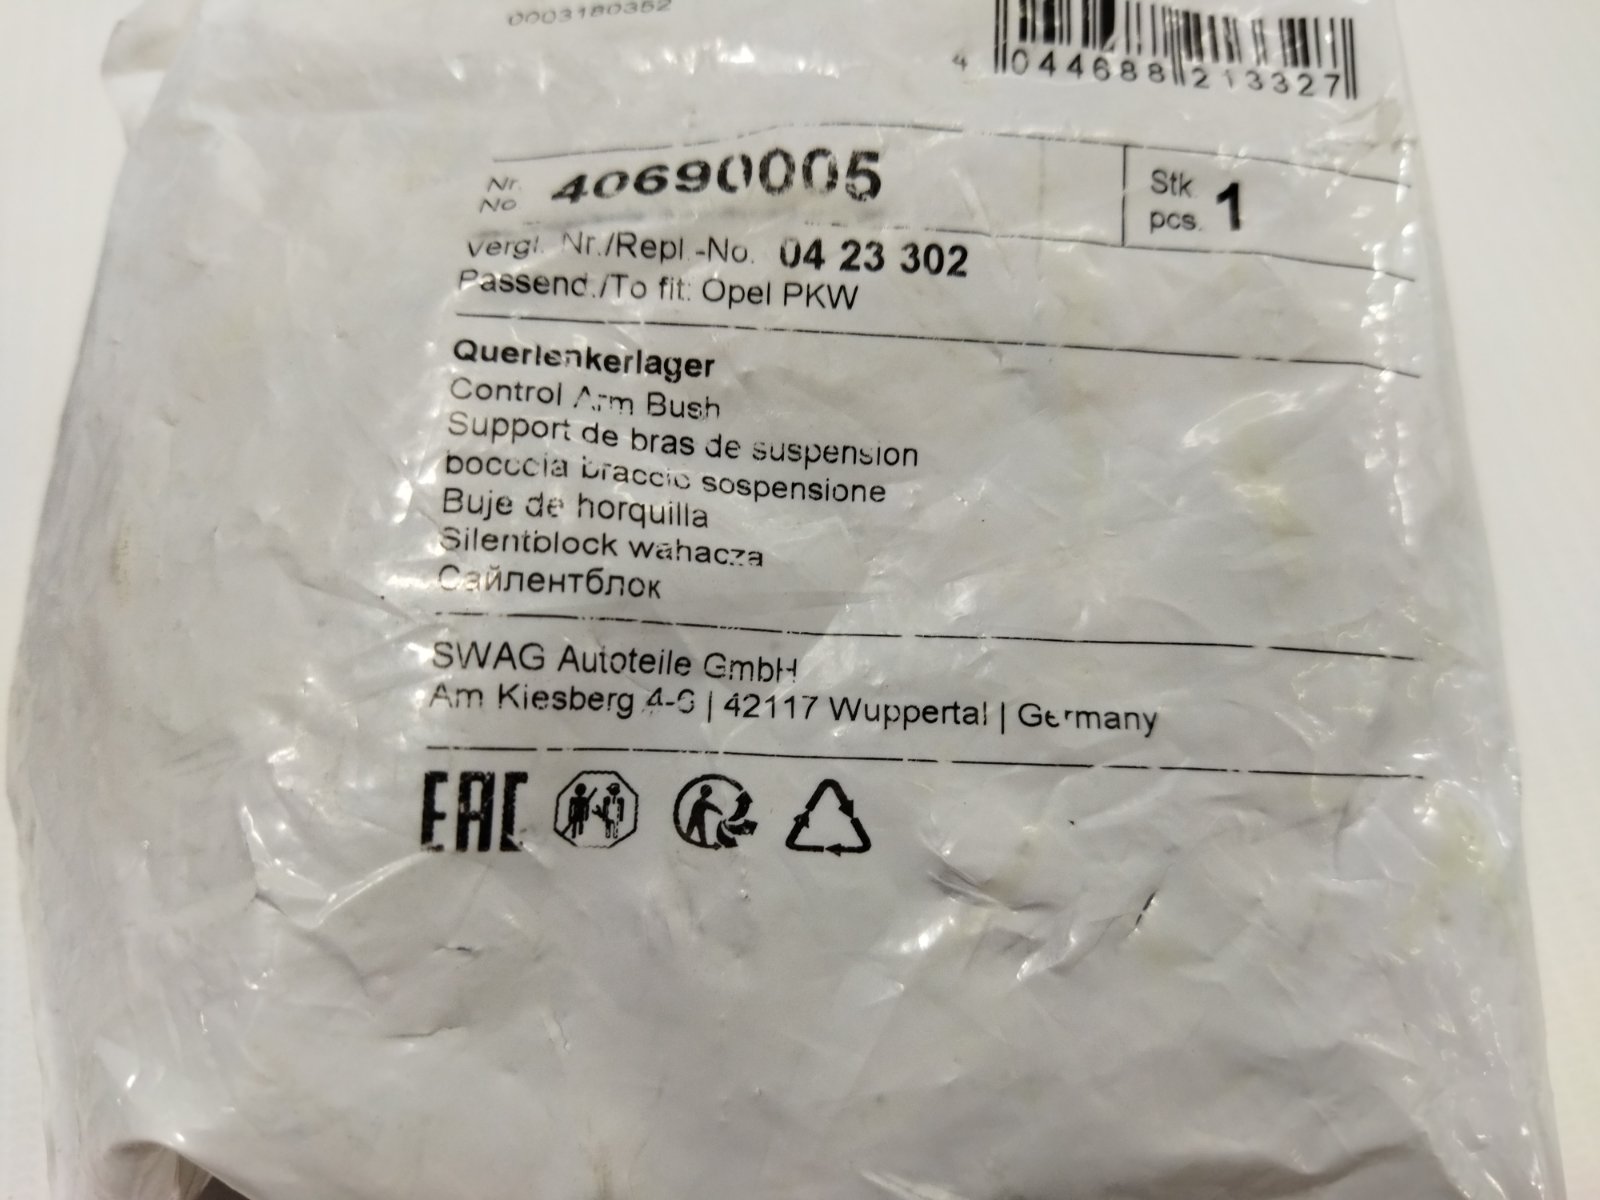 0003180352
4 044688 213327
Nr. 40690005 Stk
No pcs. 1
vergl. Nr./Repl.-No. 04 23 302
Passend./To fit: Opel PKW
Querlenkerlager
Control Arm Bush
Support de bras de suspension
boccola braccio sospensione
Buje de horquilla
Silentblock wahacza
Сайлентблок
SWAG Autoteile GmbH
Am Kiesberg 4-6 | 42117 Wuppertal | Germany
EAC